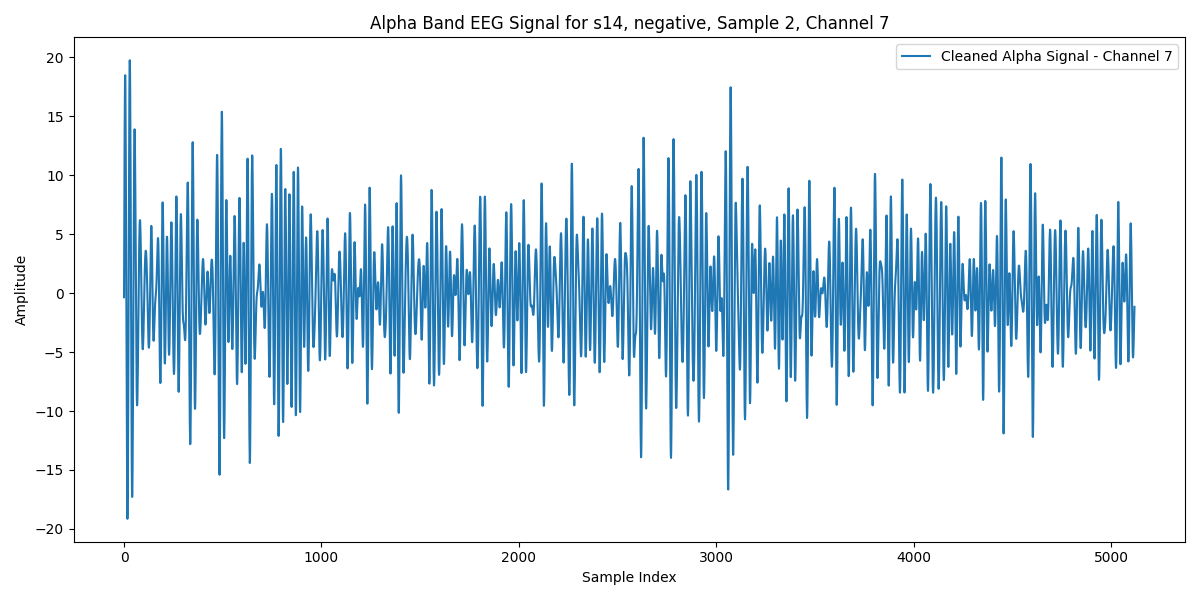 Alpha Band EEG Signal for s14, negative, Sample 2, Channel 7
Cleaned Alpha Signal - Channel 7
20
15
10
5
0
−5
−10
−15
−20
Amplitude
0 1000 2000 3000 4000 5000
Sample Index